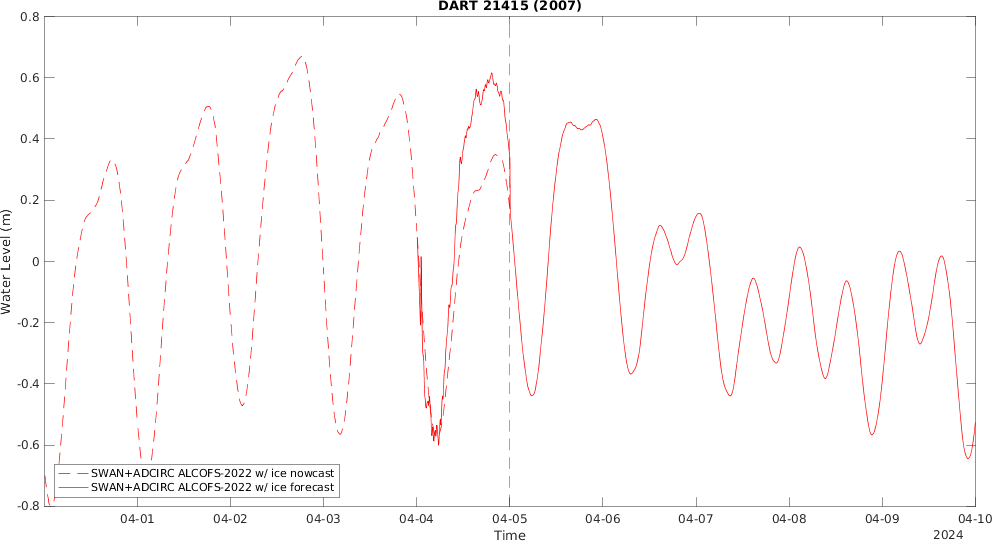 DART 21415 (2007)
0.8
0.6
0.4
0.2
0
-0.2
-0.4
-0.6
-0.8
Water Level (m)
SWAN+ADCIRC ALCOFS-2022 w/ ice nowcast
SWAN+ADCIRC ALCOFS-2022 w/ ice forecast
04-01 04-02 04-03 04-04 04-05 04-06 04-07 04-08 04-09 04-10
Time
2024